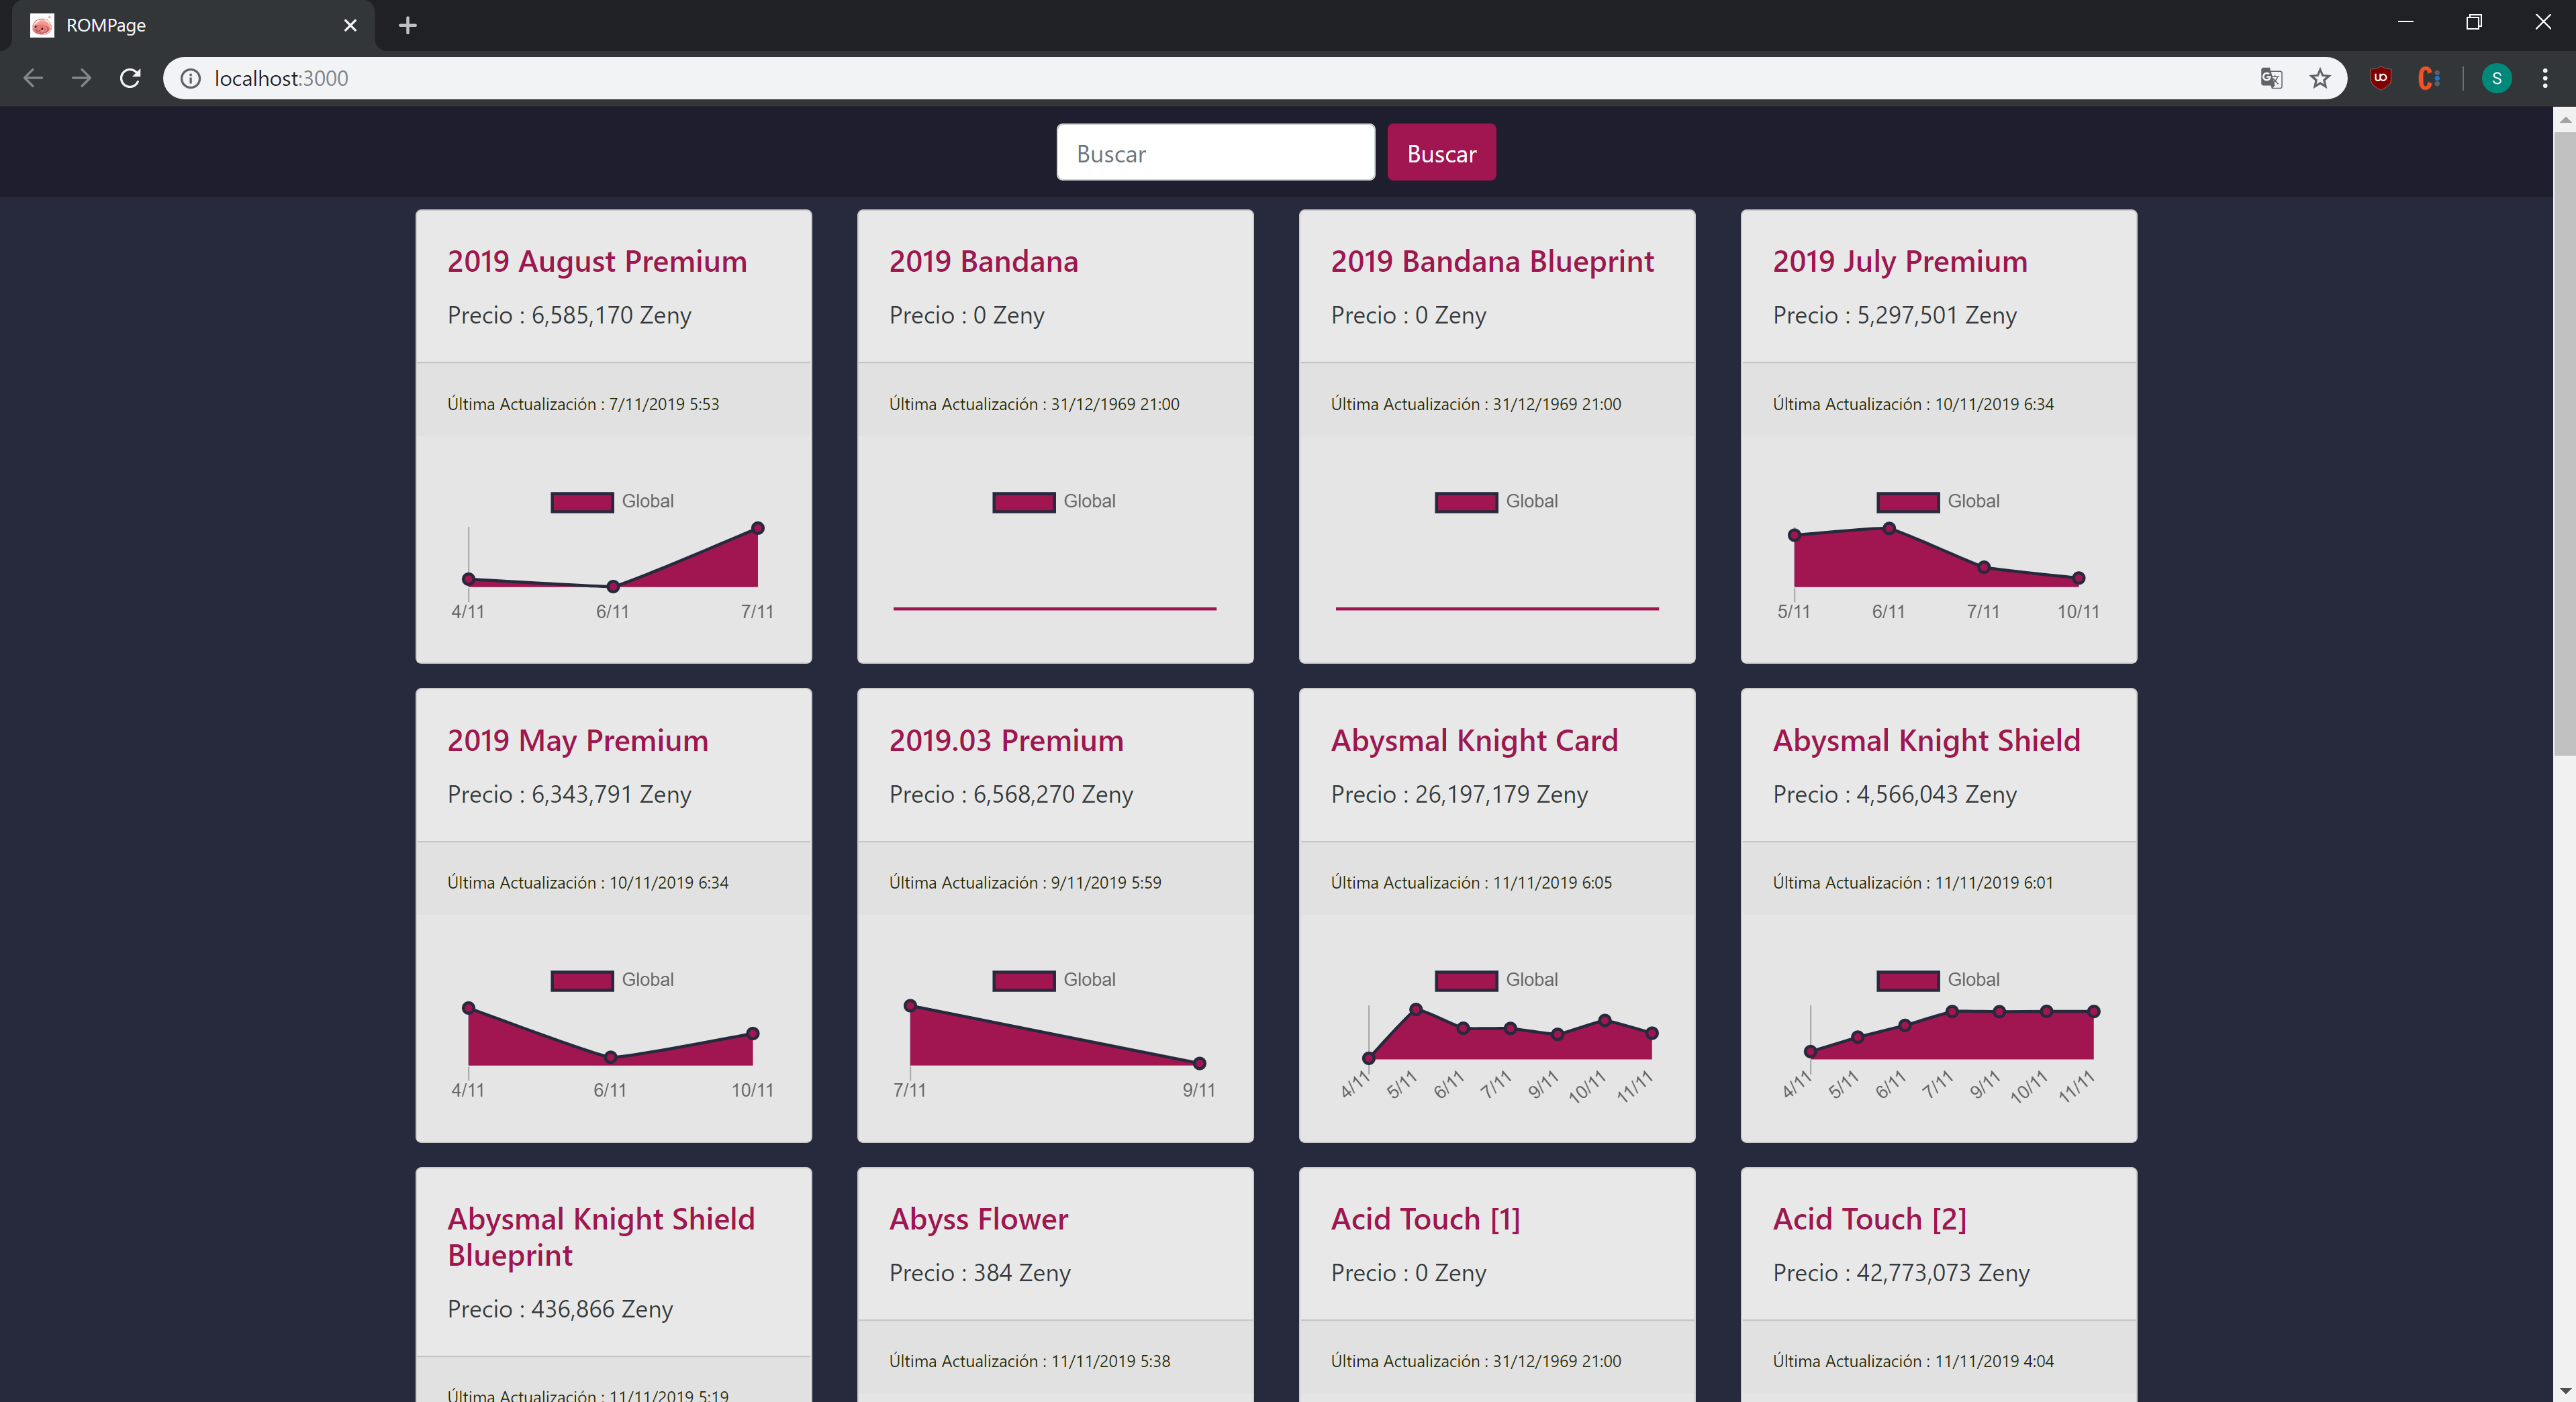 ROMPage
localhost:3000
S
Buscar
Buscar
2019 August Premium
Precio : 6,585,170 Zeny
Última Actualización : 7/11/2019 5:53
Global
4/11 6/11 7/11
2019 Bandana
Precio : 0 Zeny
Última Actualización : 31/12/1969 21:00
Global
2019 Bandana Blueprint
Precio : 0 Zeny
Última Actualización : 31/12/1969 21:00
Global
2019 July Premium
Precio : 5,297,501 Zeny
Última Actualización : 10/11/2019 6:34
Global
5/11 6/11 7/11 10/11
2019 May Premium
Precio : 6,343,791 Zeny
Última Actualización : 10/11/2019 6:34
Global
4/11 6/11 10/11
2019.03 Premium
Precio : 6,568,270 Zeny
Última Actualización : 9/11/2019 5:59
Global
7/11 9/11
Abysmal Knight Card
Precio : 26,197,179 Zeny
Última Actualización : 11/11/2019 6:05
Global
4/11 5/11 6/11 7/11 9/11 10/11 11/11
Abysmal Knight Shield
Precio : 4,566,043 Zeny
Última Actualización : 11/11/2019 6:01
Global
4/11 5/11 6/11 7/11 9/11 10/11 11/11
Abysmal Knight Shield
Blueprint
Precio : 436,866 Zeny
Última Actualización : 11/11/2019 5:19
Abyss Flower
Precio : 384 Zeny
Última Actualización : 11/11/2019 5:38
Acid Touch [1]
Precio : 0 Zeny
Última Actualización : 31/12/1969 21:00
Acid Touch [2]
Precio : 42,773,073 Zeny
Última Actualización : 11/11/2019 4:04